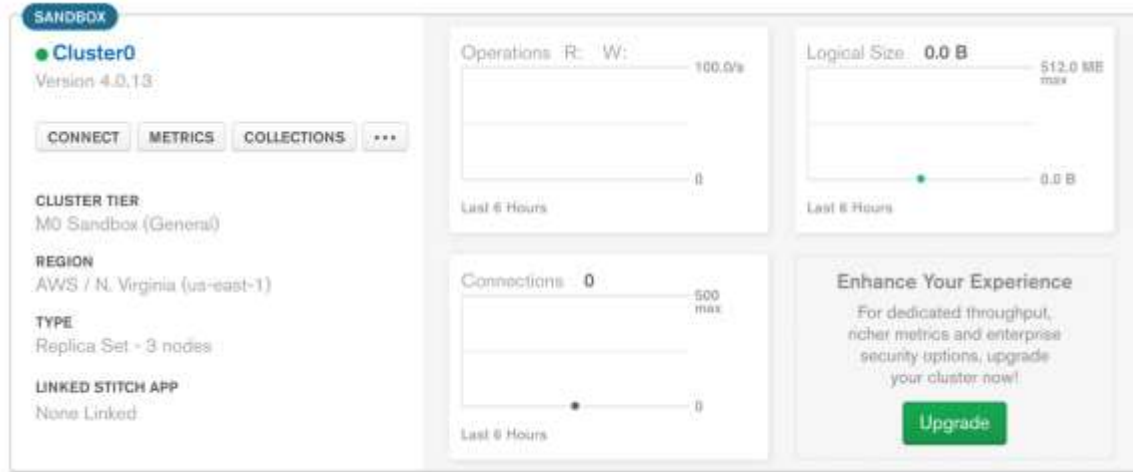 SANDBOX
Cluster0
Version 4.0.13
CONNECT METRICS COLLECTIONS ...
CLUSTER TIER
M0 Sandbox (General)
REGION
AWS / N. Virginia (us-east-1)
TYPE
Replica Set - 3 nodes
LINKED STITCH APP
None Linked
Operations R: W:
100.0/s
0
Last 6 Hours
Logical Size 0.0 B
512.0 MB
max
0.0 B
Last 6 Hours
Connections 0
500
max
0
Last 6 Hours
Enhance Your Experience
For dedicated throughput,
richer metrics and enterprise
security options, upgrade
your cluster now!
Upgrade